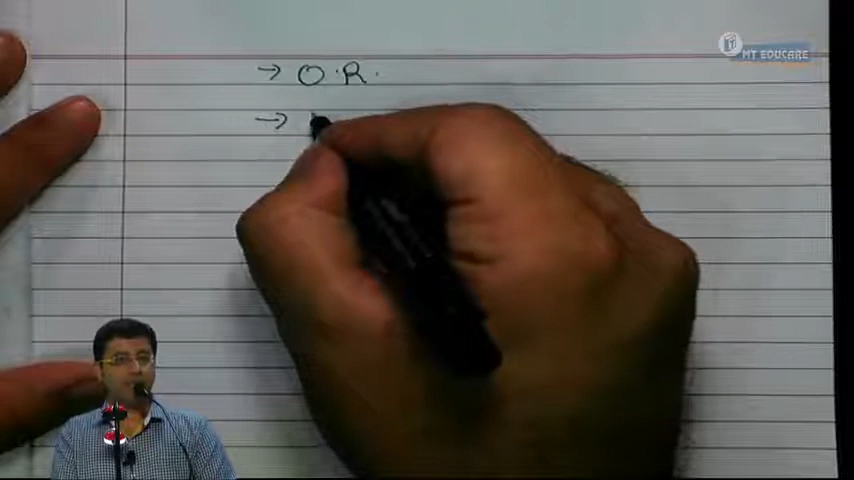 → O.R.
→
MT EDUCARE